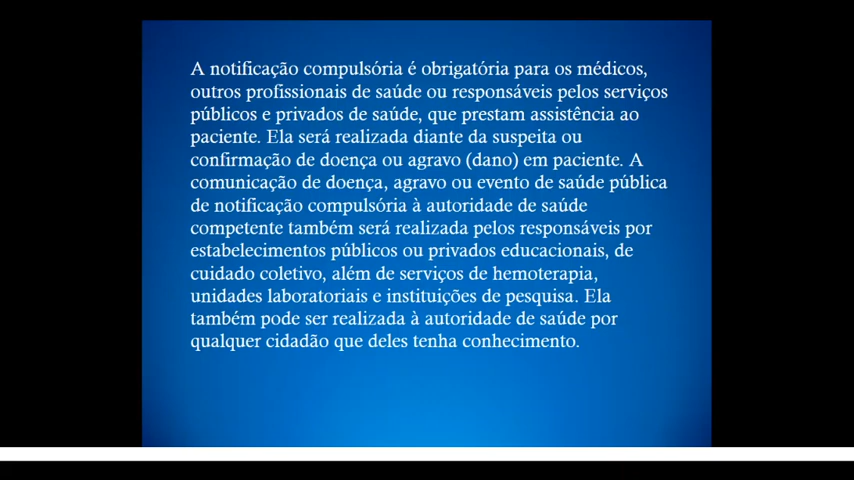 A notificação compulsória é obrigatória para os médicos,
outros profissionais de saúde ou responsáveis pelos serviços
públicos e privados de saúde, que prestam assistência ao
paciente. Ela será realizada diante da suspeita ou
confirmação de doença ou agravo (dano) em paciente. A
comunicação de doença, agravo ou evento de saúde pública
de notificação compulsória à autoridade de saúde
competente também será realizada pelos responsáveis por
estabelecimentos públicos ou privados educacionais, de
cuidado coletivo, além de serviços de hemoterapia,
unidades laboratoriais e instituições de pesquisa. Ela
também pode ser realizada à autoridade de saúde por
qualquer cidadão que deles tenha conhecimento.